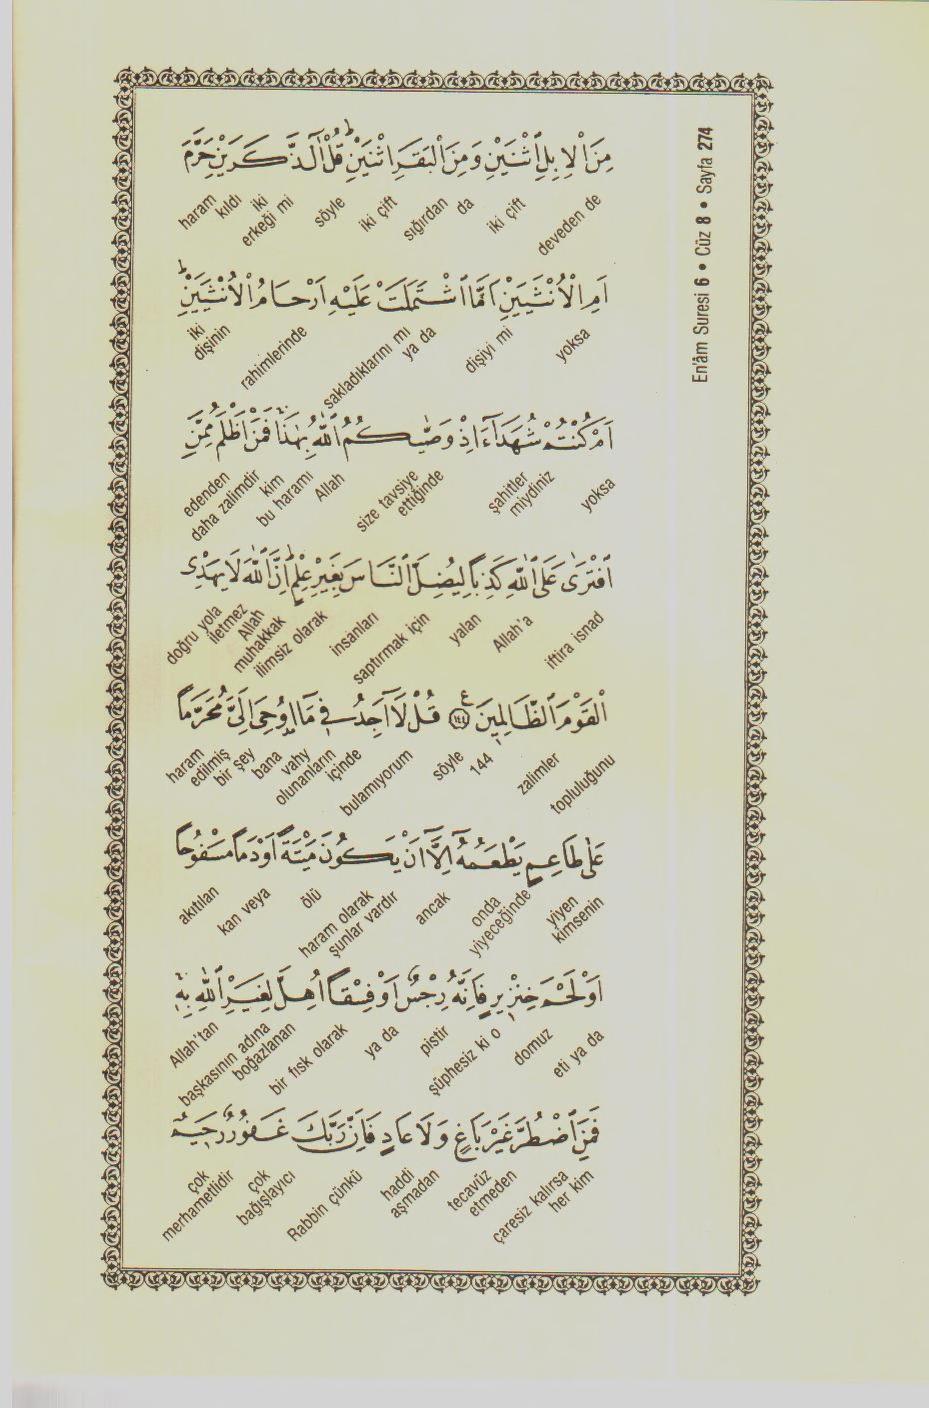 En'âm Suresi 6 • Cüz 8 • Sayfa 274
مِنَ الْاِبِلِ اثْنَيْنِ وَمِنَ الْبَقَرِ اثْنَيْنِۜ قُلْ آٰلذَّكَرَيْنِ حَرَّمَ
deveden de iki çift da sığırdan iki çift söyle iki erkeği mi kıldı haram
اَمِ الْاُنْثَيَيْنِ اَمَّا اشْتَمَلَتْ عَلَيْهِ اَرْحَامُ الْاُنْثَيَيْنِۜ
yoksa dişiyi mi ya da sakladıklarını mı rahimlerinde iki dişinin
اَمْ كُنْتُمْ شُهَدَٓاءَ اِذْ وَصّٰيكُمُ اللّٰهُ بِهٰذَاۚ فَمَنْ اَظْلَمُ مِمَّنِ
yoksa şahitler miydiniz size tavsiye ettiğinde Allah bu haramı kim daha zalimdir edenden
افْتَرٰى عَلَى اللّٰهِ كَذِبًا لِيُضِلَّ النَّاسَ بِغَيْرِ عِلْمٍۜ اِنَّ اللّٰهَ لَا يَهْدِى
iftira isnad Allah'a yalan saptırmak için insanları ilimsiz olarak muhakkak Allah iletmez doğru yola
الْقَوْمَ الظَّالِمِينَ ﴿١٤٤﴾ ع قُلْ لَٓا اَجِدُ فِي مَٓا اُو۫حِيَ اِلَيَّ مُحَرَّمًا
topluluğunu zalimler 144 söyle bulamıyorum içinde olunanların vahy bana bir şey edilmiş haram
عَلٰى طَاعِمٍ يَطْعَمُهُٓ اِلَّٓا اَنْ يَكُونَ مَيْتَةً اَوْ دَمًا مَسْفُوحًا
yiyen kimsenin onda yiyeceğinde ancak haram olarak şunlar vardır ölü kan veya akıtılan
اَوْ لَحْمَ خِنْزِيرٍ فَاِنَّهُ رِجْسٌ اَوْ فِسْقًا اُهِلَّ لِغَيْرِ اللّٰهِ بِهِۚ
eti ya da domuz şüphesiz ki o pistir ya da bir fısk olarak boğazlanan başkasının adına Allah'tan
فَمَنِ اضْطُرَّ غَيْرَ بَاغٍ وَلَا عَادٍ فَاِنَّ رَبَّكَ غَفُورٌ رَحِيمٌ
her kim çaresiz kalırsa tecavüz etmeden haddi aşmadan Rabbin çünkü çok bağışlayıcı çok merhametlidir